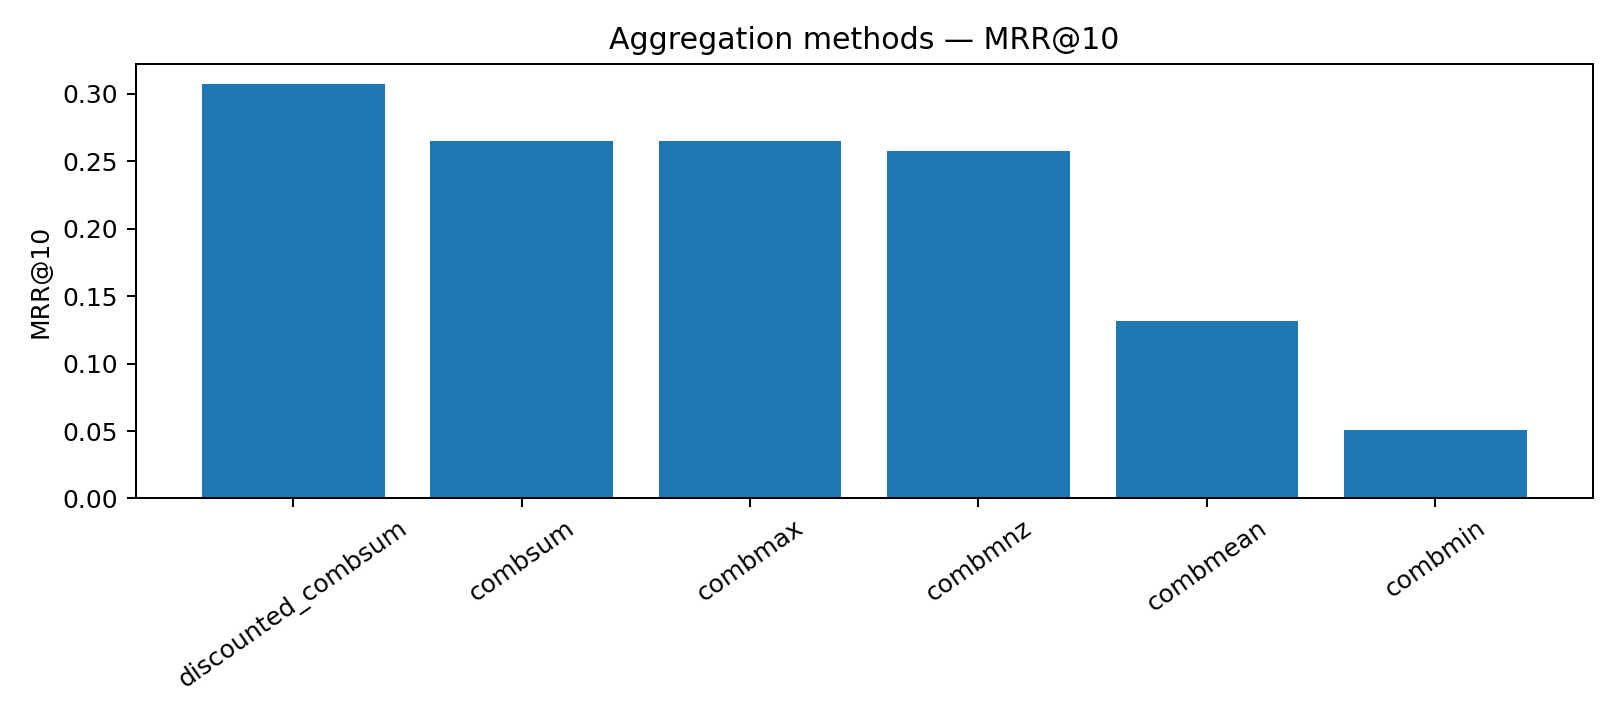 Aggregation methods — MRR@10
MRR@10
0.30
0.25
0.20
0.15
0.10
0.05
0.00
discounted_combsum
combsum
combmax
combmnz
combmean
combmin